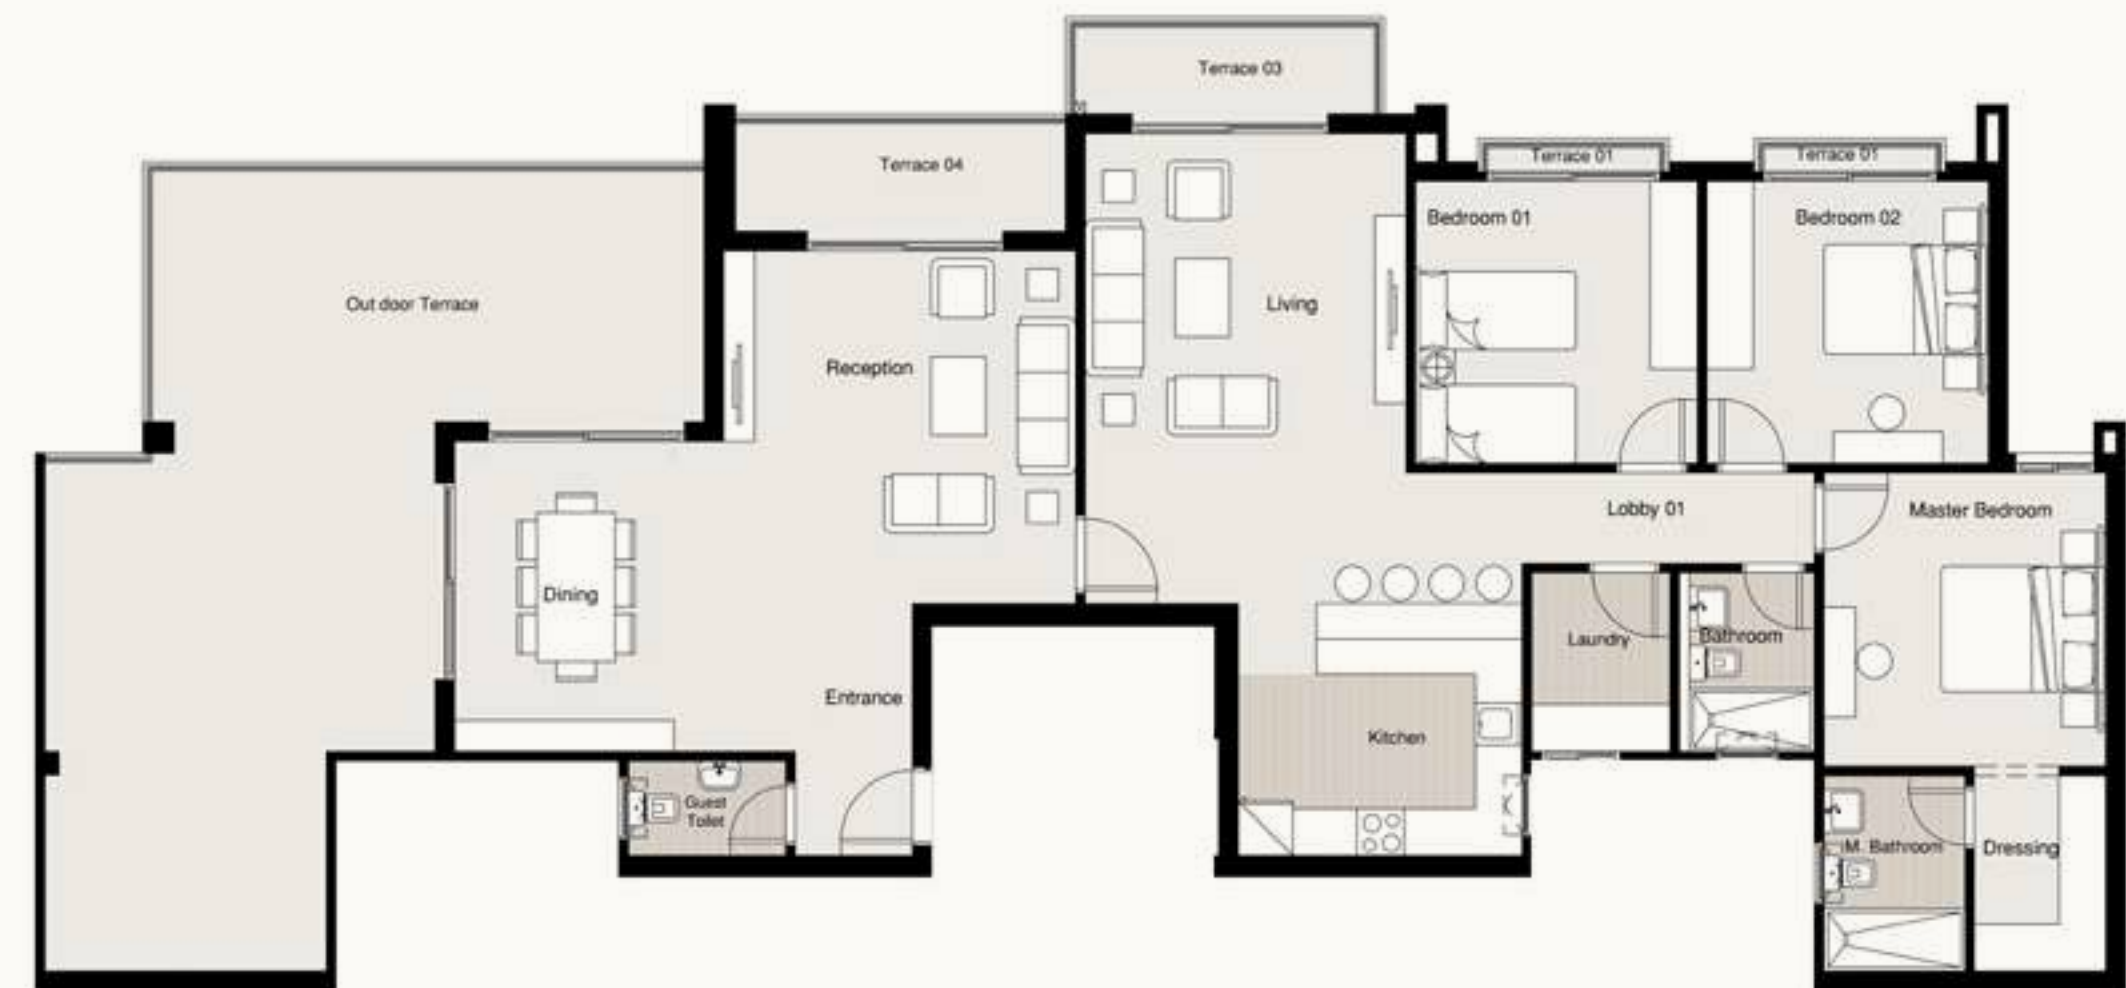 Terrace 03
Terrace 04
Terrace 01
Terrace 01
Bedroom 01
Bedroom 02
Out door Terrace
Living
Reception
Lobby 01
Master Bedroom
Dining
Laundry
Bathroom
Entrance
Kitchen
Guest
Toilet
M. Bathroom
Dressing